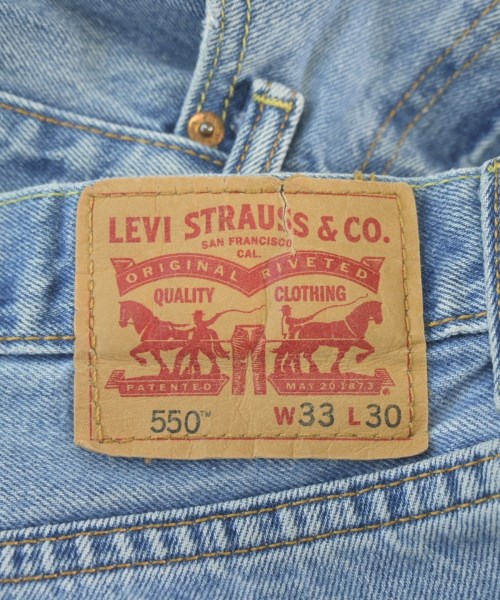 LEVI STRAUSS & CO.
SAN FRANCISCO
CAL.
ORIGINAL RIVETED
QUALITY CLOTHING
PATENTED MAY 20 1873
550™ W33 L30